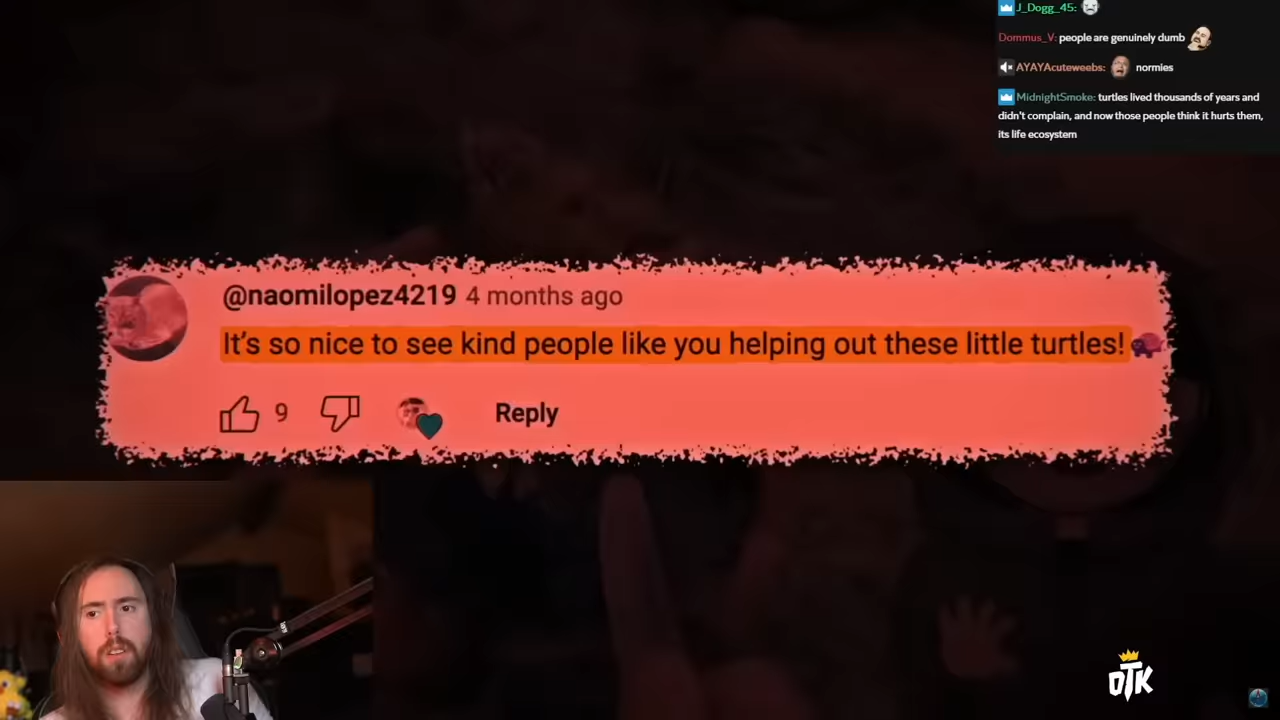 J_Dogg_45:
Dommus_V: people are genuinely dumb
AYAYAcuteweebs: normies
MidnightSmoke: turtles lived thousands of years and
didn't complain, and now those people think it hurts them,
its life ecosystem
@naomilopez4219 4 months ago
It's so nice to see kind people like you helping out these little turtles!
9 Reply
OTK